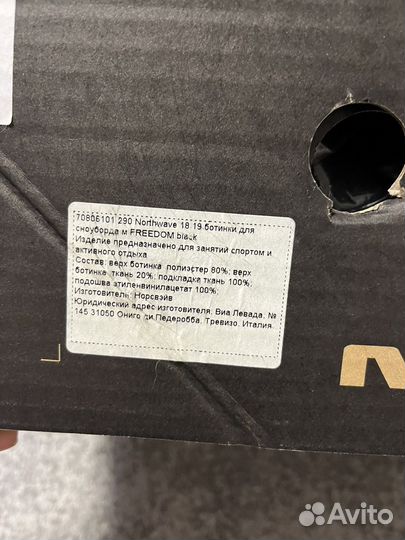 70806101 290 Northwave 18 19 ботинки для
сноуборда м FREEDOM black
Изделие предназначено для занятий спортом и
активного отдыха
Состав: верх ботинка полиэстер 80%; верх
ботинка ткань 20%; подкладка ткань 100%;
подошва этиленвинилацетат 100%;
Изготовитель: Норсвэйв
Юридический адрес изготовителя: Виа Левада, №
145 31050 Ониго ди Педеробба, Тревизо, Италия
Avito